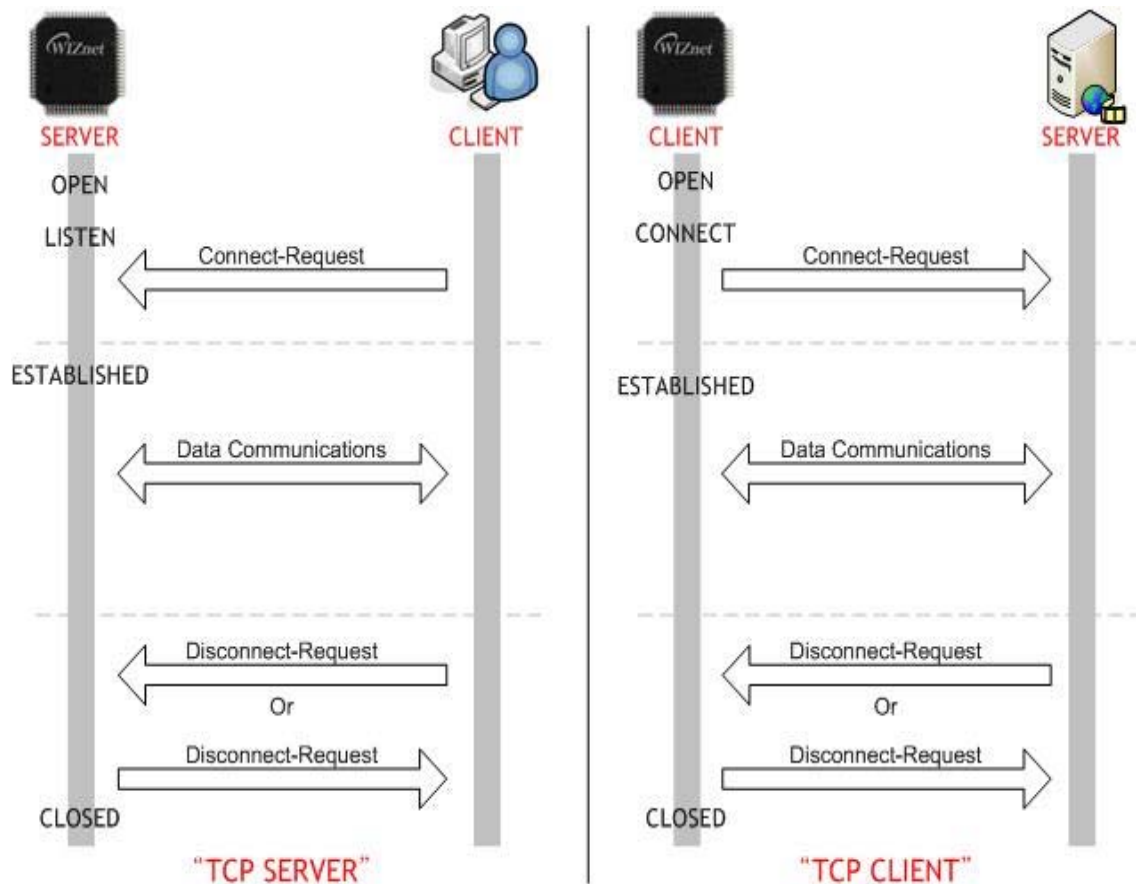 WIZnet
SERVER
CLIENT
OPEN
LISTEN
Connect-Request
ESTABLISHED
Data Communications
Disconnect-Request
Or
Disconnect-Request
CLOSED
“TCP SERVER”
WIZnet
CLIENT
SERVER
OPEN
CONNECT
Connect-Request
ESTABLISHED
Data Communications
Disconnect-Request
Or
Disconnect-Request
CLOSED
“TCP CLIENT”